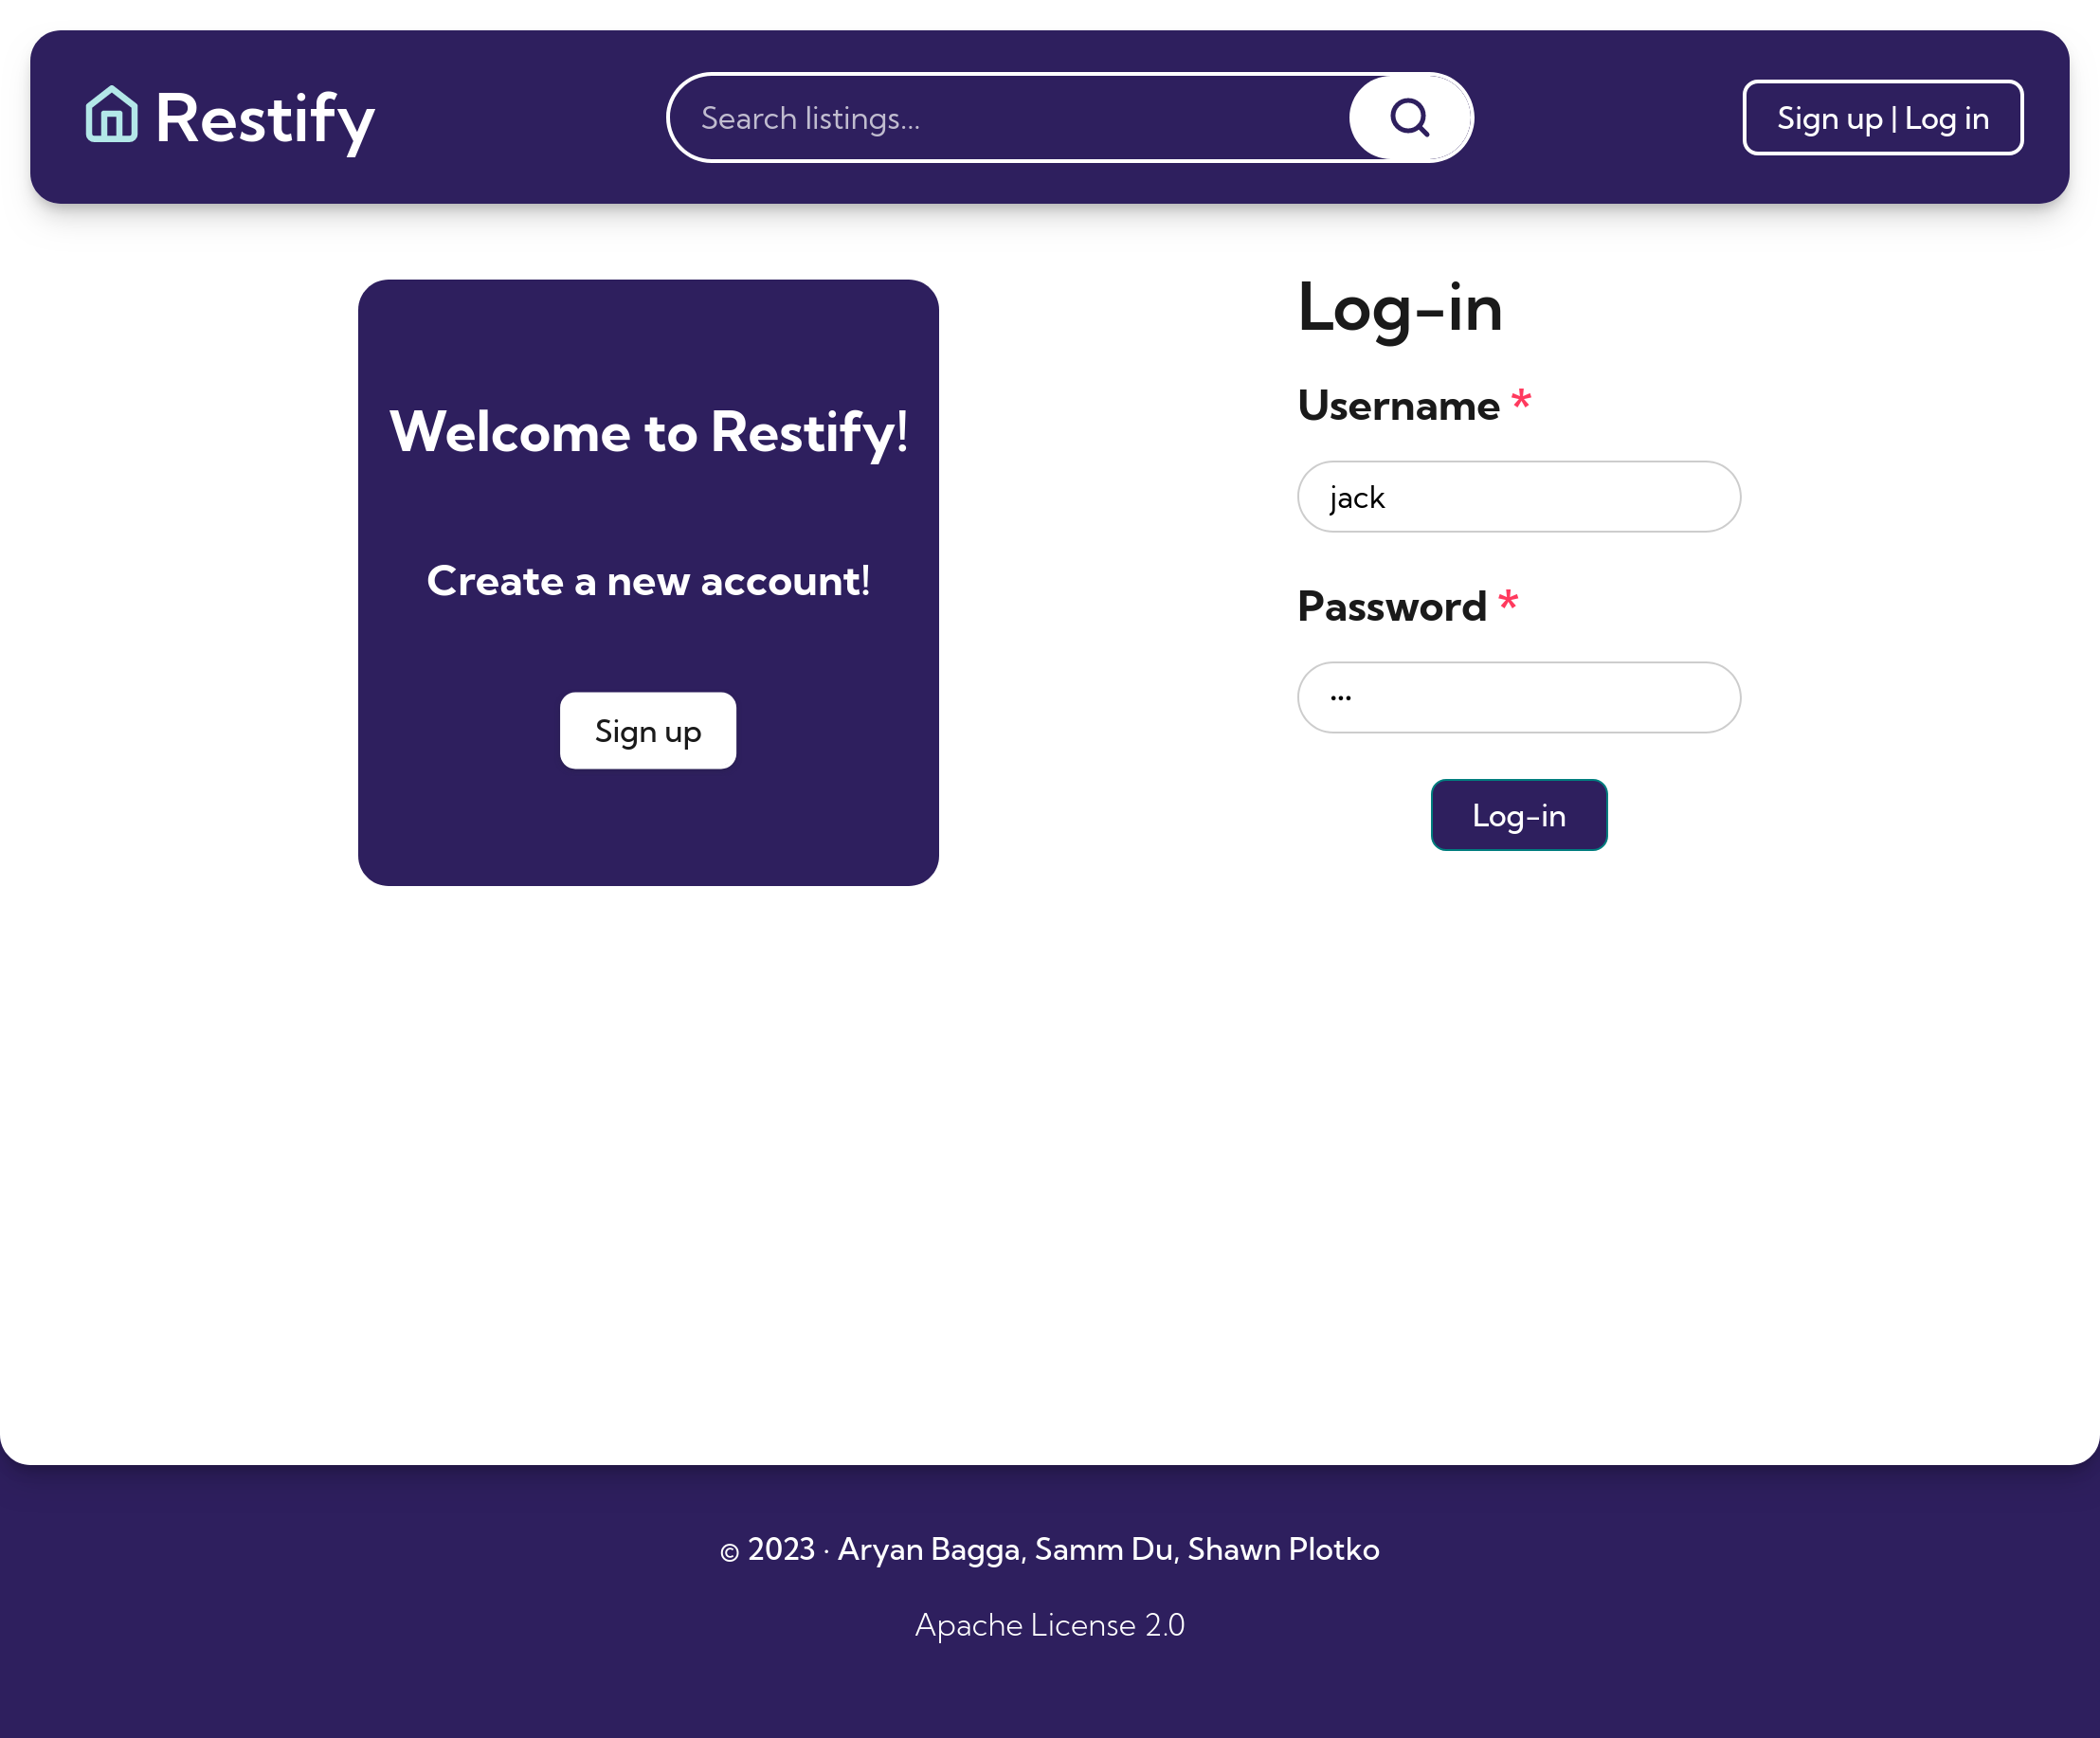 Restify
Search listings...
Sign up | Log in
Welcome to Restify!
Create a new account!
Sign up
Log-in
Username *
jack
Password *
•••
Log-in
© 2023 · Aryan Bagga, Samm Du, Shawn Plotko
Apache License 2.0